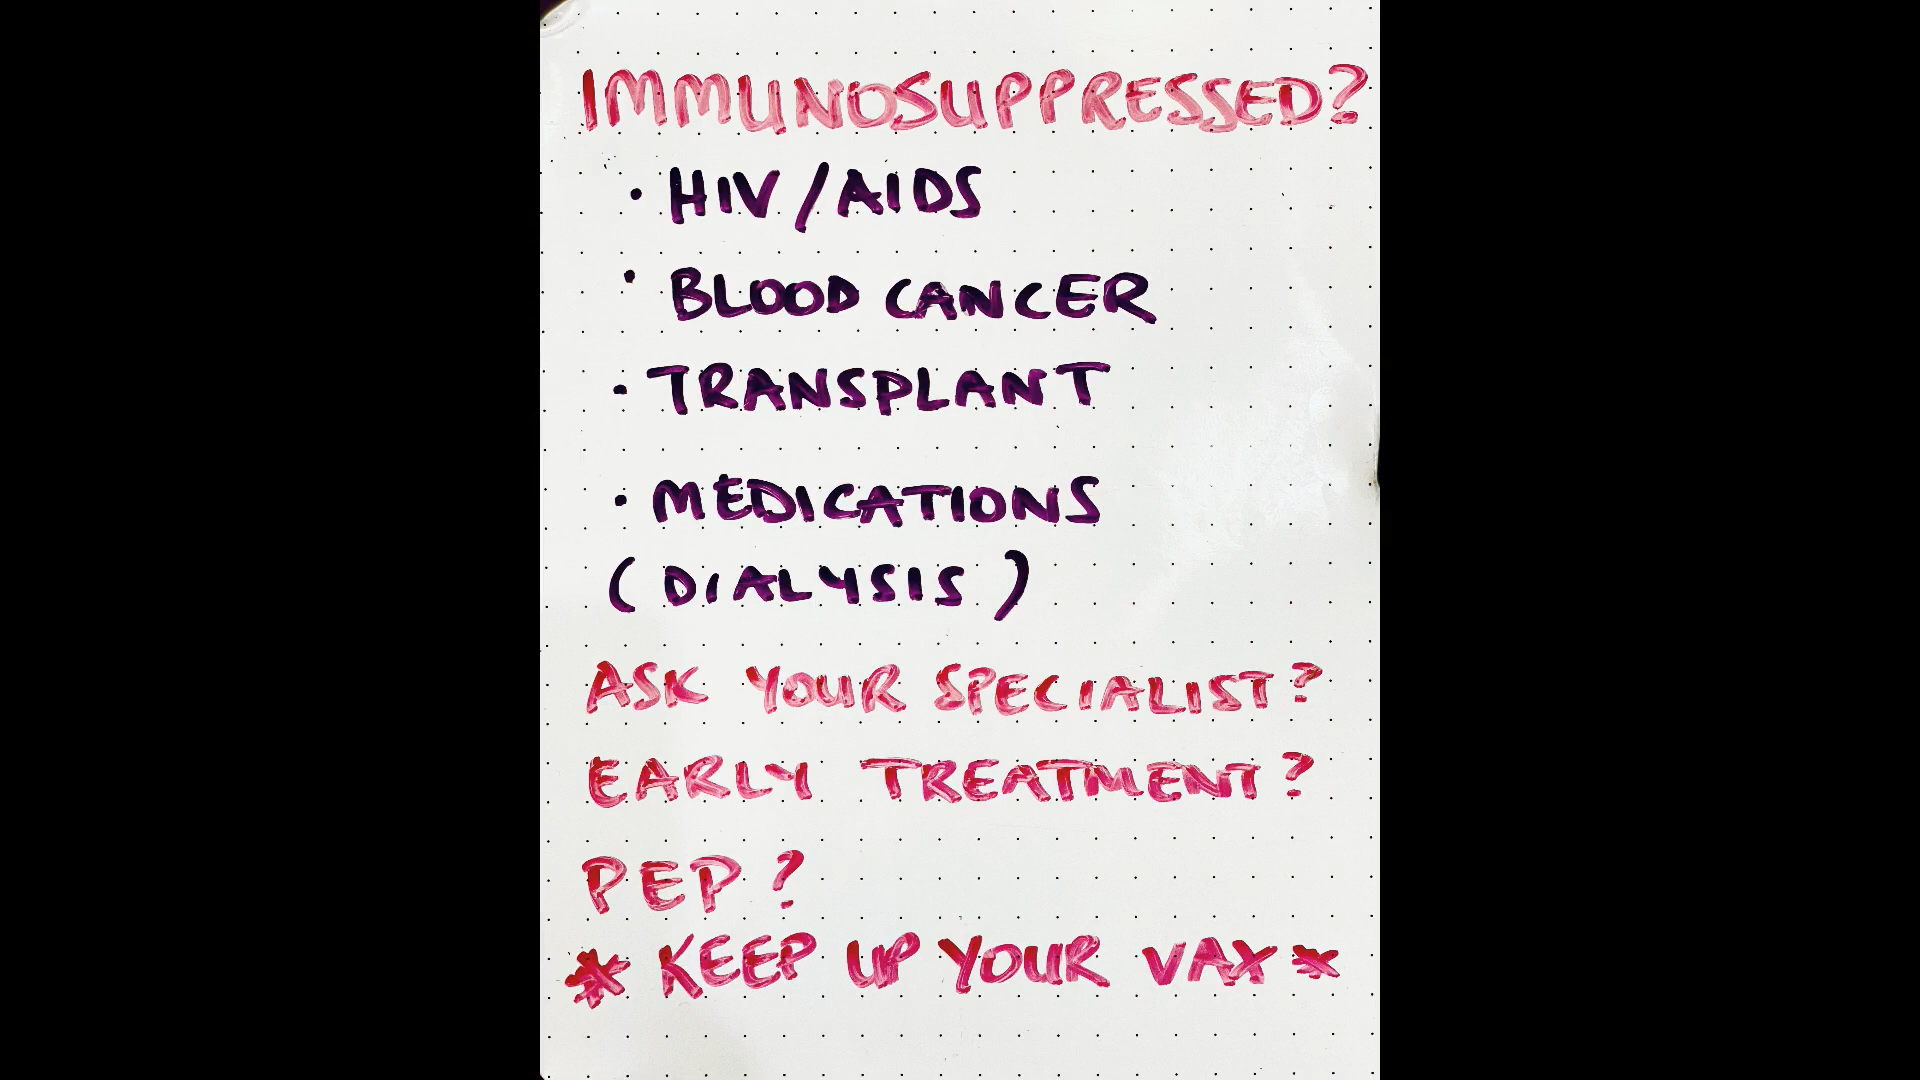 IMMUNOSUPPRESSED?
· HIV/AIDS
· BLOOD CANCER
· TRANSPLANT
· MEDICATIONS
(DIALYSIS)
ASK YOUR SPECIALIST?
EARLY TREATMENT?
PEP?
* KEEP UP YOUR VAX *